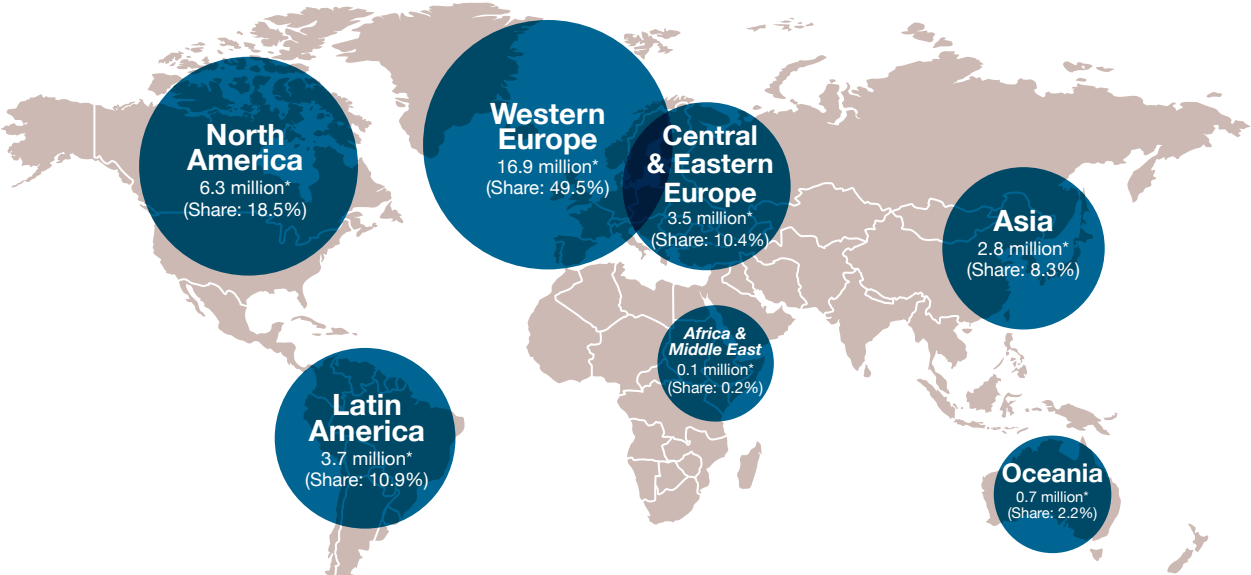 North
America
6.3 million*
(Share: 18.5%)
Western
Europe
16.9 million*
(Share: 49.5%)
Central
& Eastern
Europe
3.5 million*
(Share: 10.4%)
Asia
2.8 million*
(Share: 8.3%)
Africa &
Middle East
0.1 million*
(Share: 0.2%)
Latin
America
3.7 million*
(Share: 10.9%)
Oceania
0.7 million*
(Share: 2.2%)